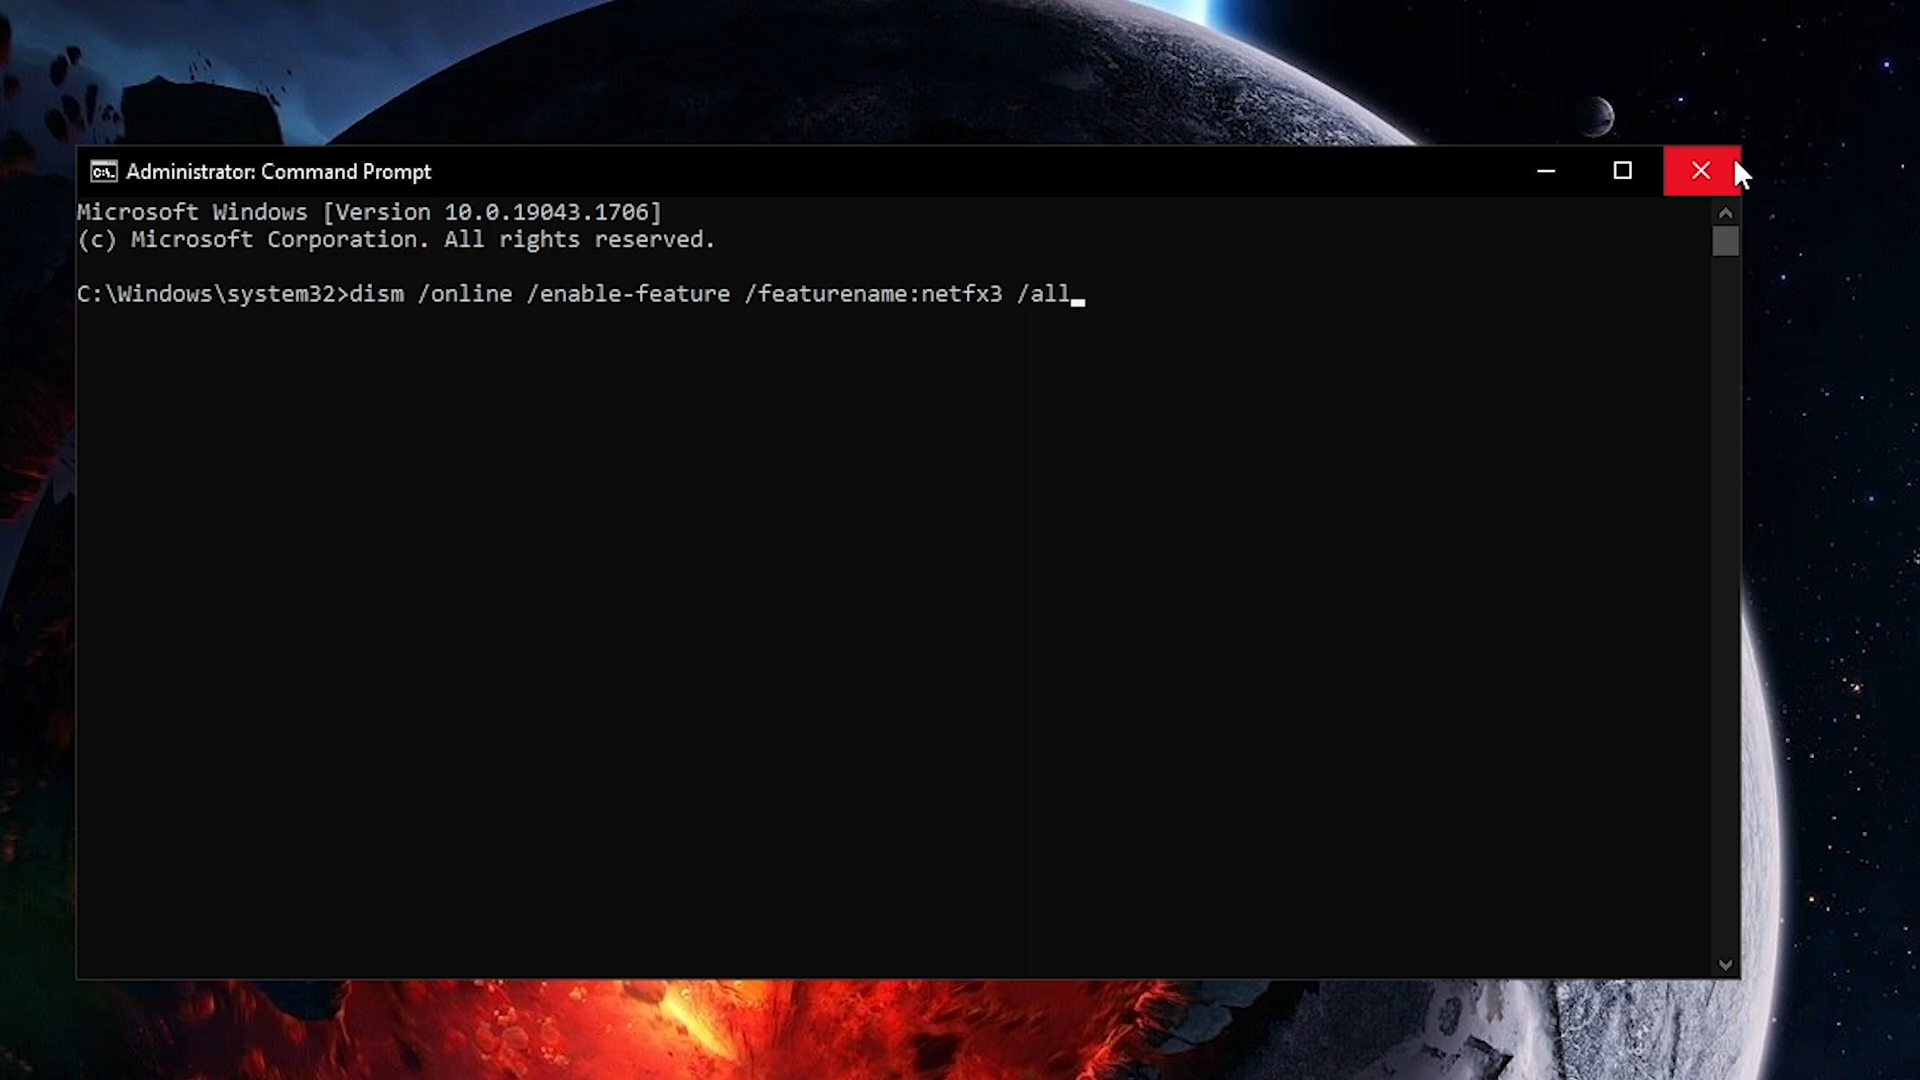 Administrator: Command Prompt
Microsoft Windows [Version 10.0.19043.1706]
(c) Microsoft Corporation. All rights reserved.
C:\Windows\system32>dism /online /enable-feature /featurename:netfx3 /all